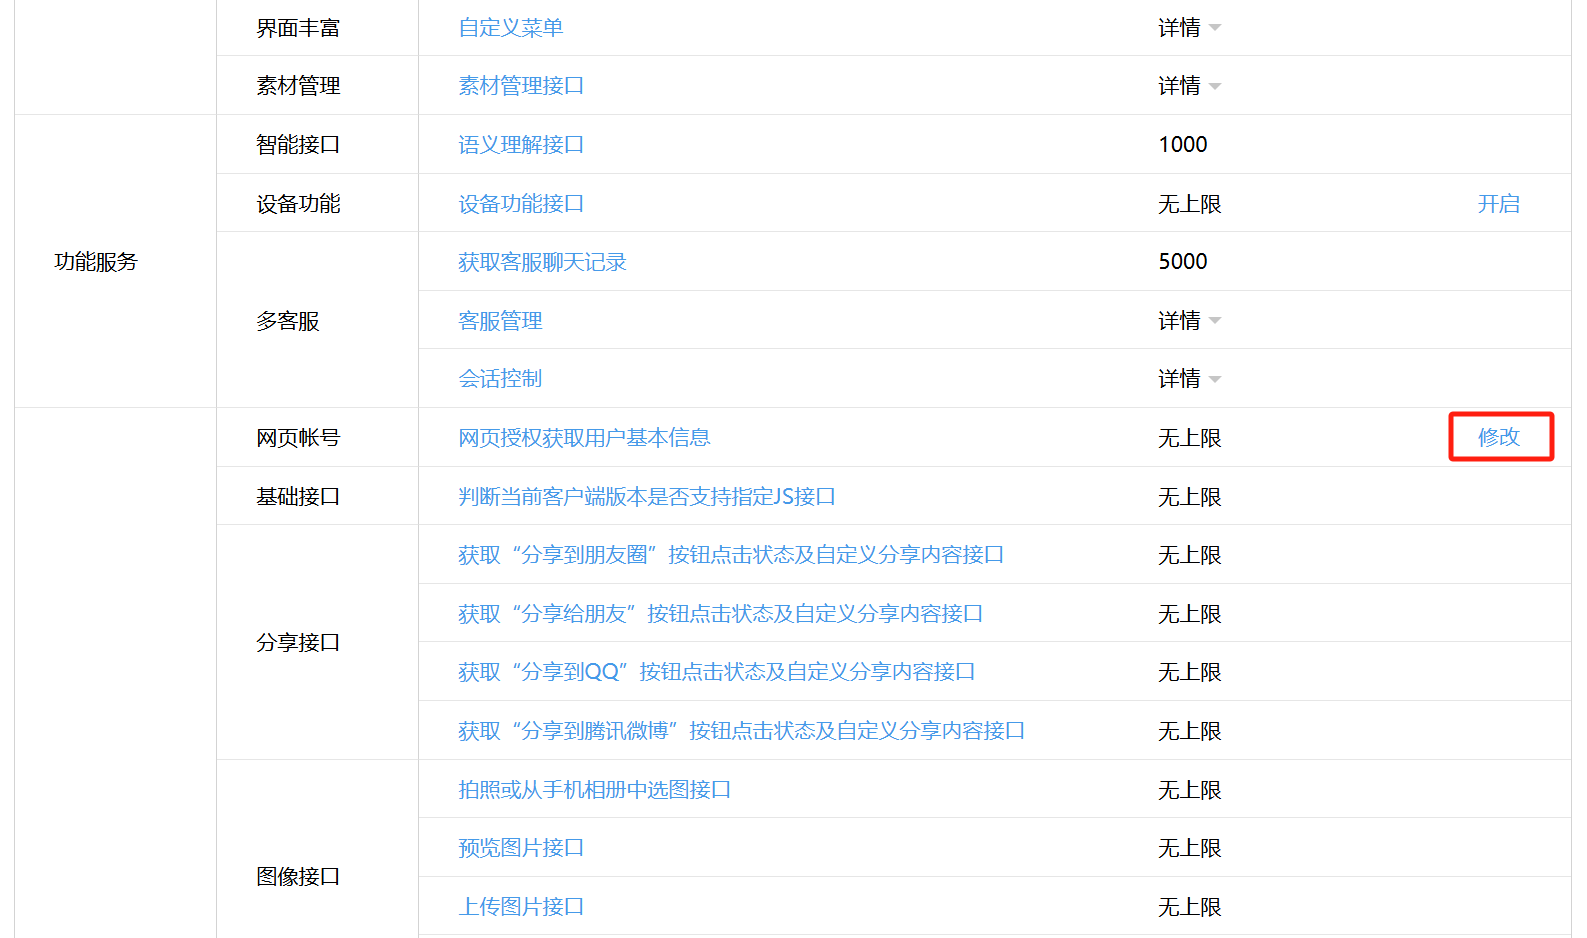 界面丰富 自定义菜单 详情
素材管理 素材管理接口 详情
智能接口 语义理解接口 1000
设备功能 设备功能接口 无上限 开启
功能服务 获取客服聊天记录 5000
多客服 客服管理 详情
会话控制 详情
网页帐号 网页授权获取用户基本信息 无上限 修改
基础接口 判断当前客户端版本是否支持指定JS接口 无上限
获取“分享到朋友圈”按钮点击状态及自定义分享内容接口 无上限
获取“分享给朋友”按钮点击状态及自定义分享内容接口 无上限
分享接口
获取“分享到QQ”按钮点击状态及自定义分享内容接口 无上限
获取“分享到腾讯微博”按钮点击状态及自定义分享内容接口 无上限
拍照或从手机相册中选图接口 无上限
预览图片接口 无上限
图像接口
上传图片接口 无上限